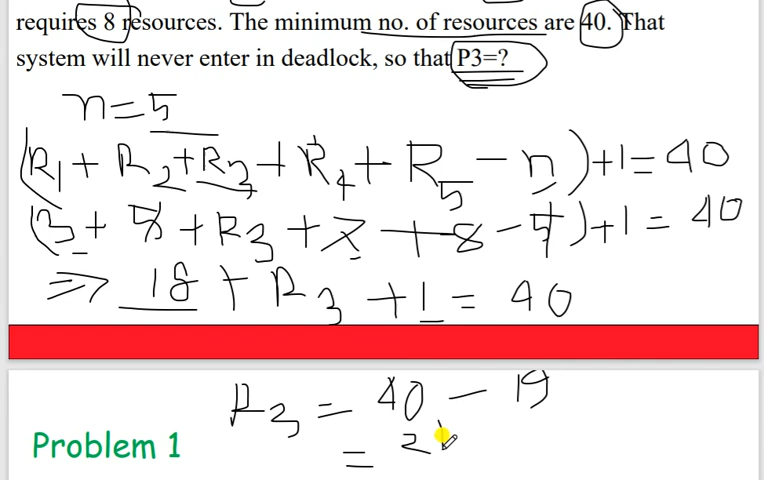 requires 8 resources. The minimum no. of resources are 40. That
system will never enter in deadlock, so that P3=?
n=5
(R1 + R2 + R3 + R4 + R5 - n) + 1 = 40
(3 + 8 + R3 + 7 + 8 - 5) + 1 = 40
=> 18 + R3 + 1 = 40
R3 = 40 - 19
Problem 1
= 2